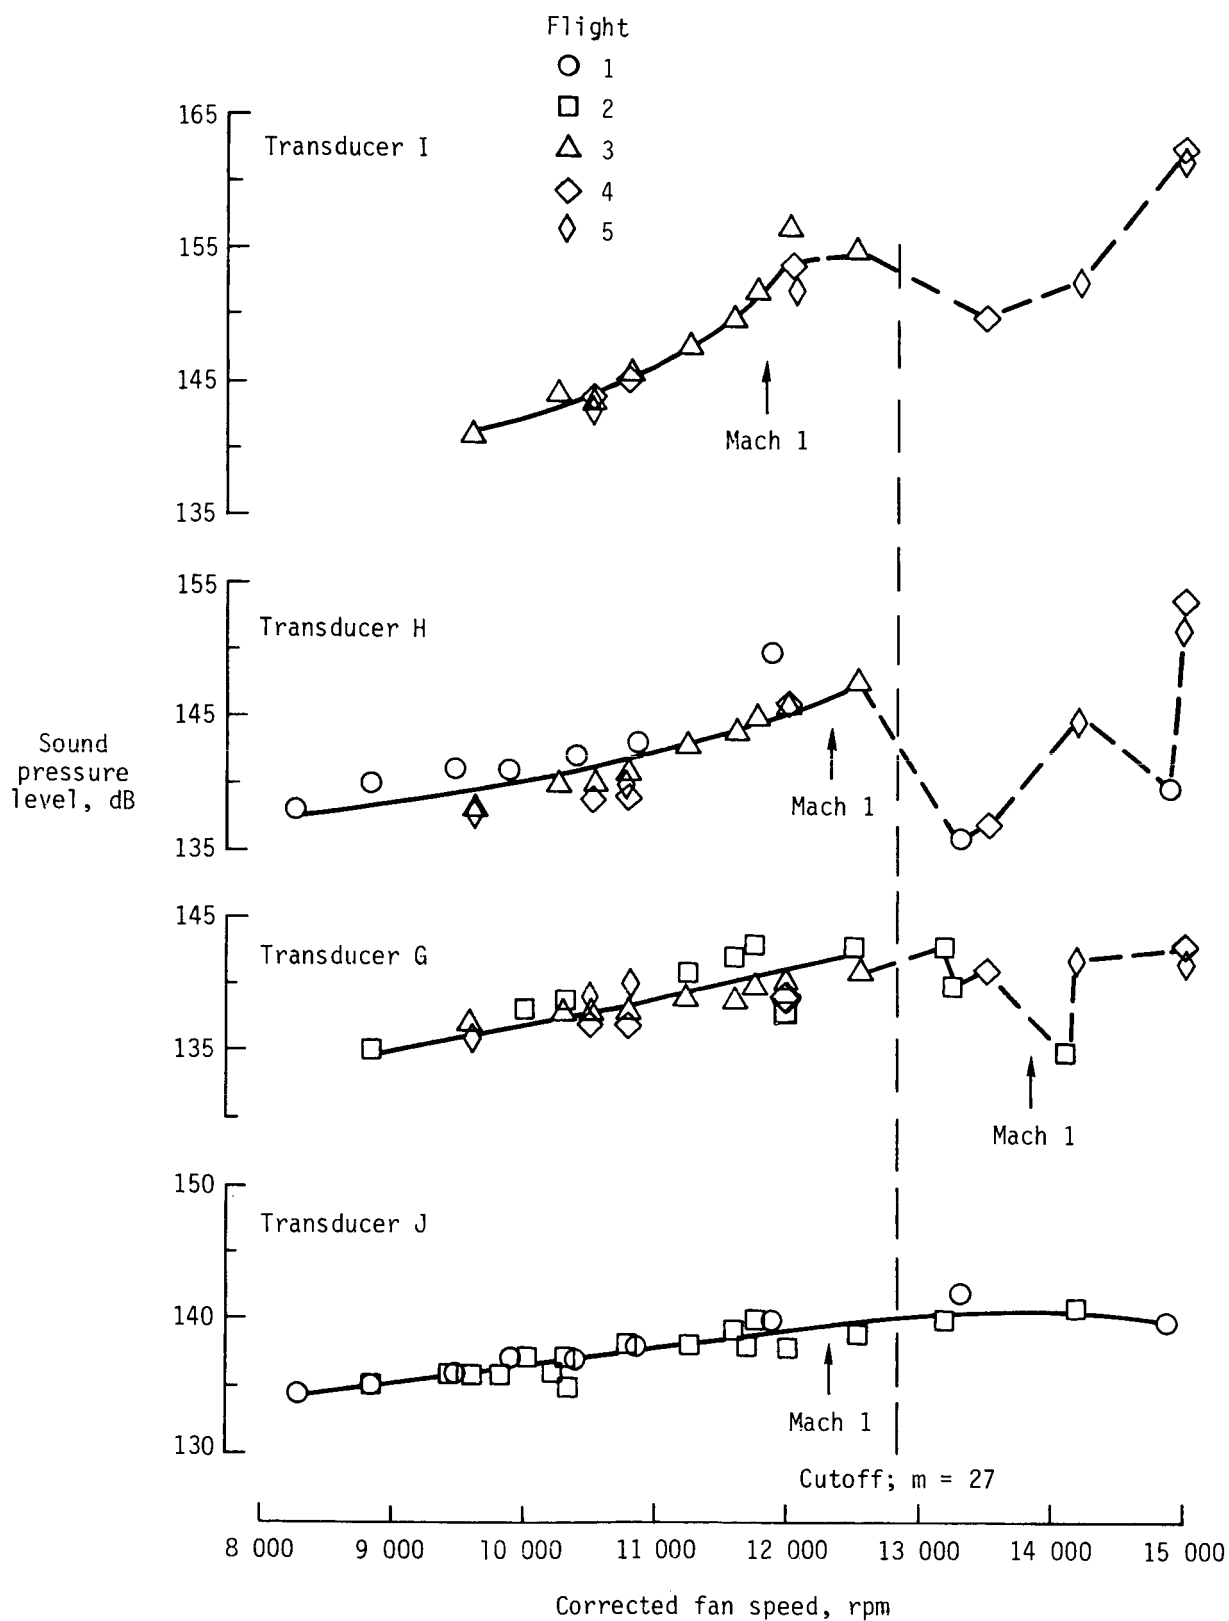 Flight
1
2
3
4
5
165
155
145
135
Transducer I
Mach 1
155
145
135
Transducer H
Mach 1
Sound
pressure
level, dB
145
135
Transducer G
Mach 1
150
140
130
Transducer J
Mach 1
Cutoff; m = 27
8 000 9 000 10 000 11 000 12 000 13 000 14 000 15 000
Corrected fan speed, rpm